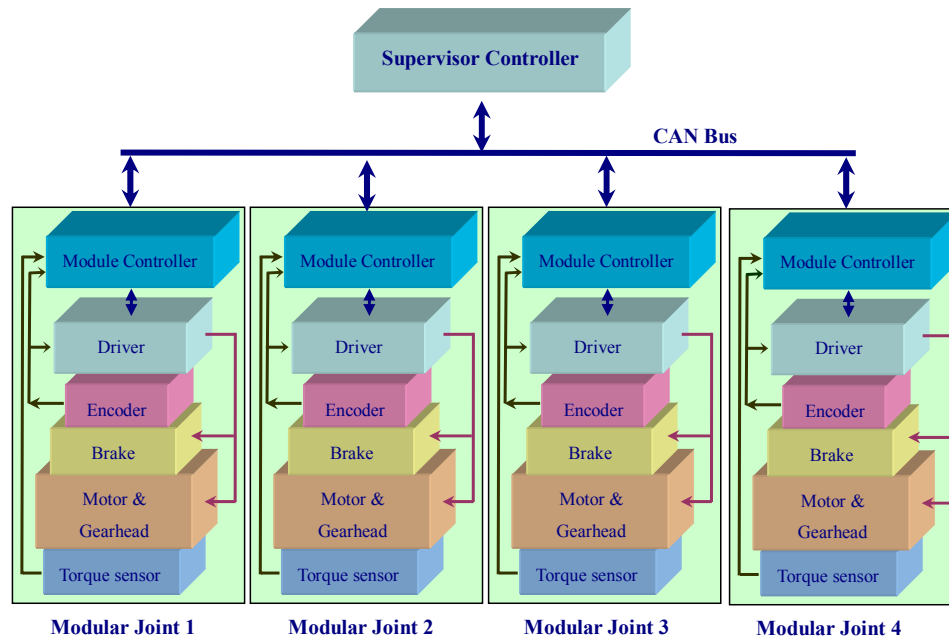 Supervisor Controller
CAN Bus
Module Controller
Driver
Encoder
Brake
Motor &
Gearhead
Torque sensor
Modular Joint 1
Module Controller
Driver
Encoder
Brake
Motor &
Gearhead
Torque sensor
Modular Joint 2
Module Controller
Driver
Encoder
Brake
Motor &
Gearhead
Torque sensor
Modular Joint 3
Module Controller
Driver
Encoder
Brake
Motor &
Gearhead
Torque sensor
Modular Joint 4